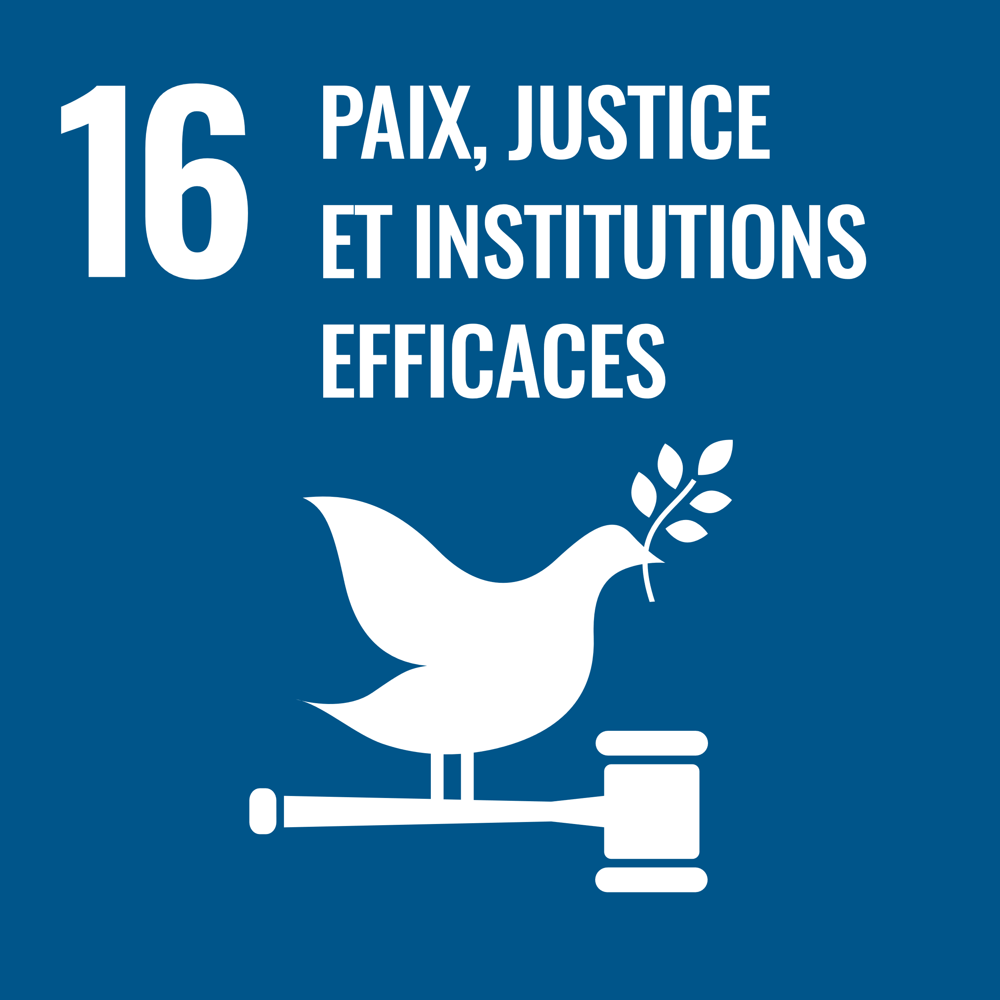 16
PAIX, JUSTICE
ET INSTITUTIONS
EFFICACES